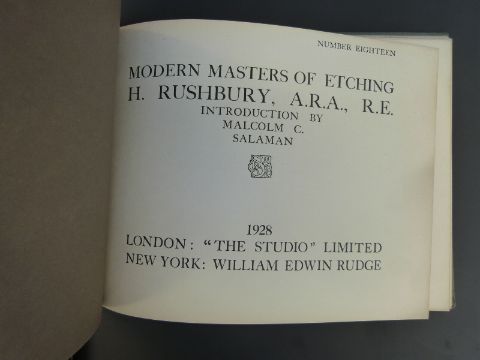 NUMBER EIGHTEEN
MODERN MASTERS OF ETCHING
H. RUSHBURY, A.R.A., R.E.
INTRODUCTION BY
MALCOLM C.
SALAMAN
1928
LONDON: "THE STUDIO" LIMITED
NEW YORK: WILLIAM EDWIN RUDGE